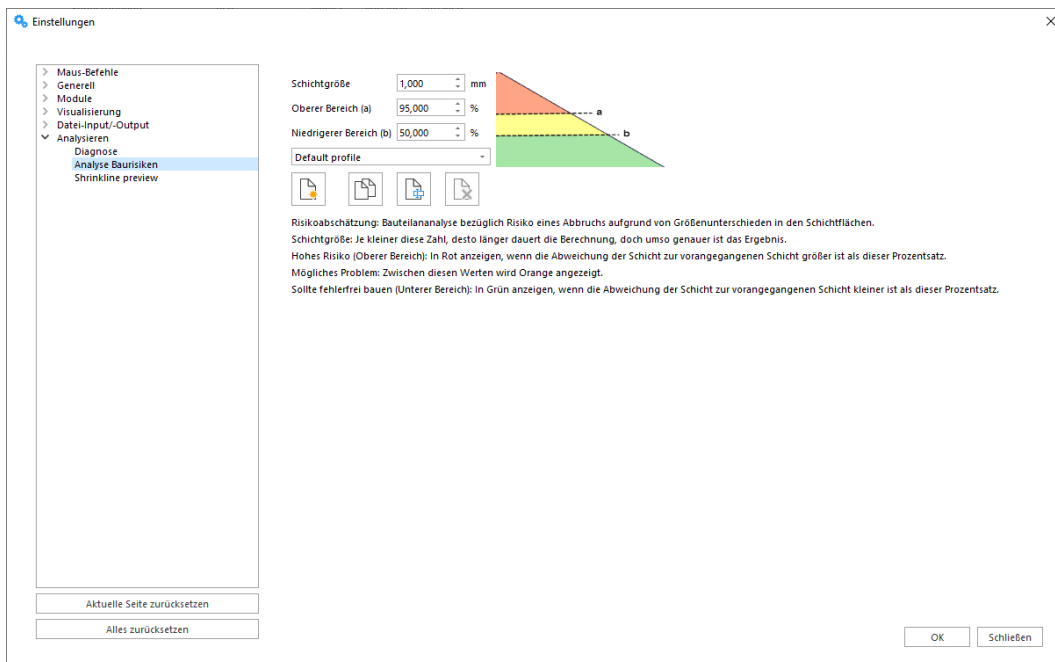 Einstellungen
Maus-Befehle
Generell
Module
Visualisierung
Datei-Input/-Output
Analysieren
Diagnose
Analyse Baurisiken
Shrinkline preview
Aktuelle Seite zurücksetzen
Alles zurücksetzen
Schichtgröße 1,000 mm
Oberer Bereich (a) 95,000 %
Niedrigerer Bereich (b) 50,000 %
a
b
Default profile
Risikoabschätzung: Bauteilananalyse bezüglich Risiko eines Abbruchs aufgrund von Größenunterschieden in den Schichtflächen.
Schichtgröße: Je kleiner diese Zahl, desto länger dauert die Berechnung, doch umso genauer ist das Ergebnis.
Hohes Risiko (Oberer Bereich): In Rot anzeigen, wenn die Abweichung der Schicht zur vorangegangenen Schicht größer ist als dieser Prozentsatz.
Mögliches Problem: Zwischen diesen Werten wird Orange angezeigt.
Sollte fehlerfrei bauen (Unterer Bereich): In Grün anzeigen, wenn die Abweichung der Schicht zur vorangegangenen Schicht kleiner ist als dieser Prozentsatz.
OK
Schließen